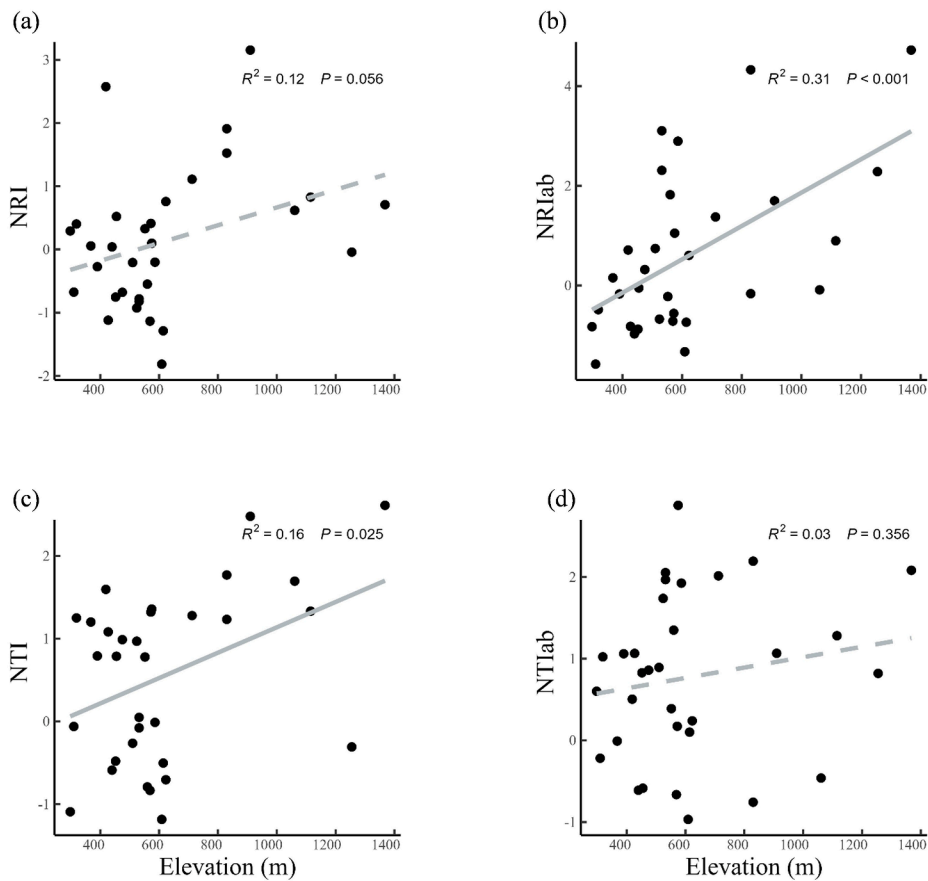 (a)
3
2
1
0
-1
-2
NRI
R² = 0.12 P = 0.056
400 600 800 1000 1200 1400
(b)
4
2
0
NRIab
R² = 0.31 P < 0.001
400 600 800 1000 1200 1400
(c)
2
1
0
-1
NTI
R² = 0.16 P = 0.025
400 600 800 1000 1200 1400
Elevation (m)
(d)
2
1
0
-1
NTIab
R² = 0.03 P = 0.356
400 600 800 1000 1200 1400
Elevation (m)